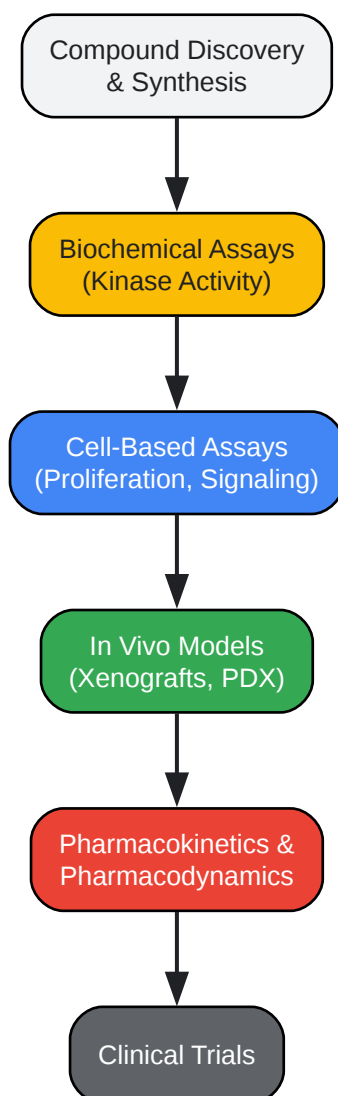 Compound Discovery
& Synthesis
Biochemical Assays
(Kinase Activity)
Cell-Based Assays
(Proliferation, Signaling)
In Vivo Models
(Xenografts, PDX)
Pharmacokinetics &
Pharmacodynamics
Clinical Trials